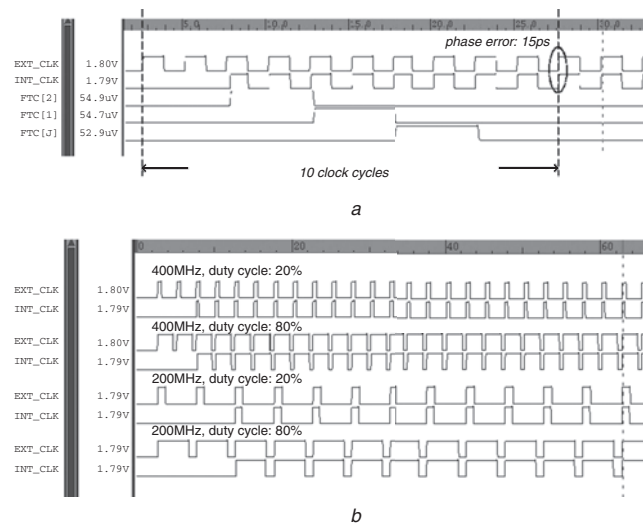 phase error: 15ps
EXT_CLK 1.80V
INT_CLK 1.79V
FTC[2] 54.9uV
FTC[1] 54.7uV
FTC[J] 52.9uV
10 clock cycles
a
0 20 40 60
400MHz, duty cycle: 20%
EXT_CLK 1.80V
INT_CLK 1.79V
400MHz, duty cycle: 80%
EXT_CLK 1.80V
INT_CLK 1.79V
200MHz, duty cycle: 20%
EXT_CLK 1.79V
INT_CLK 1.79V
200MHz, duty cycle: 80%
EXT_CLK 1.79V
INT_CLK 1.79V
b